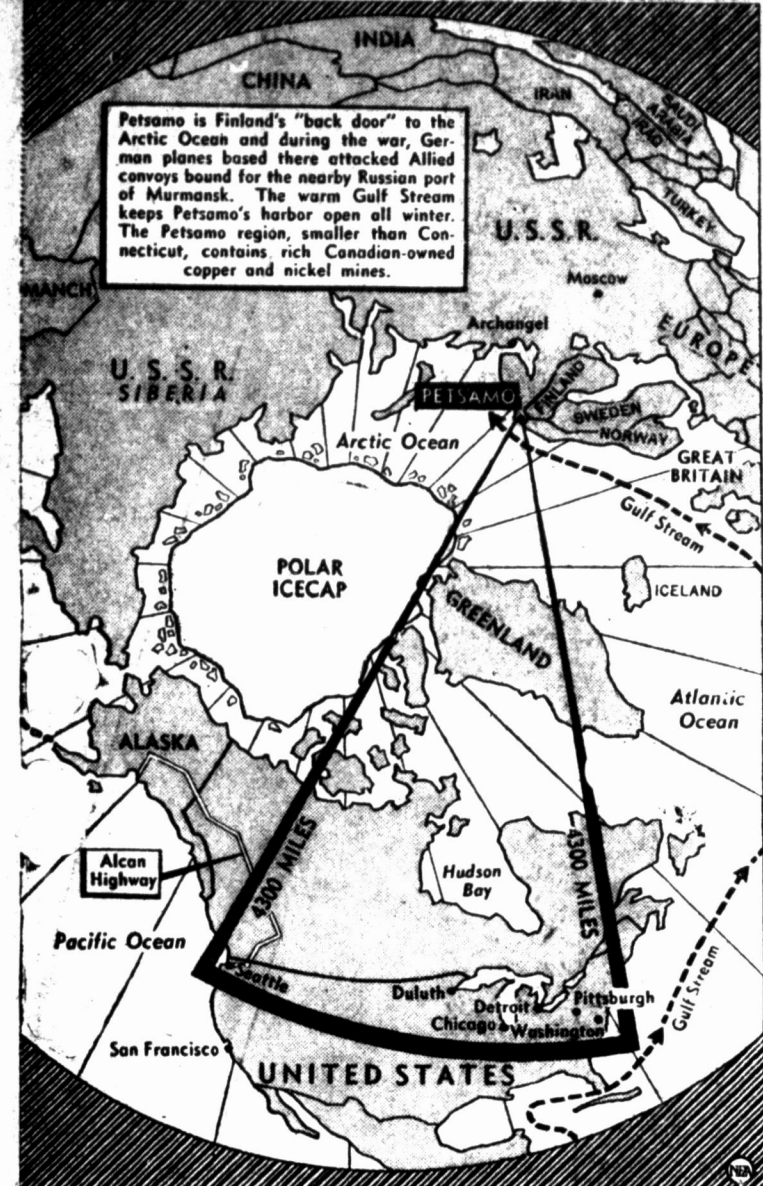 INDIA
CHINA
IRAN
SAUDI
ARABIA
IRAQ
Petsamo is Finland's "back door" to the
Arctic Ocean and during the war, Ger-
man planes based there attacked Allied
convoys bound for the nearby Russian port
of Murmansk. The warm Gulf Stream
keeps Petsamo's harbor open all winter.
The Petsamo region, smaller than Con-
necticut, contains rich Canadian-owned
copper and nickel mines.
TURKEY
U.S.S.R.
Moscow
MANCH
Archangel
EUROPE
U. S. S. R.
SIBERIA
PETSAMO
FINLAND
SWEDEN
NORWAY
Arctic Ocean
GREAT
BRITAIN
Gulf Stream
POLAR
ICECAP
ICELAND
GREENLAND
Atlantic
Ocean
ALASKA
4300 MILES
4300 MILES
Alcan
Highway
Hudson
Bay
Pacific Ocean
Seattle
Duluth
Detroit
Pittsburgh
Chicago
Washington
Gulf Stream
San Francisco
UNITED STATES
NEA